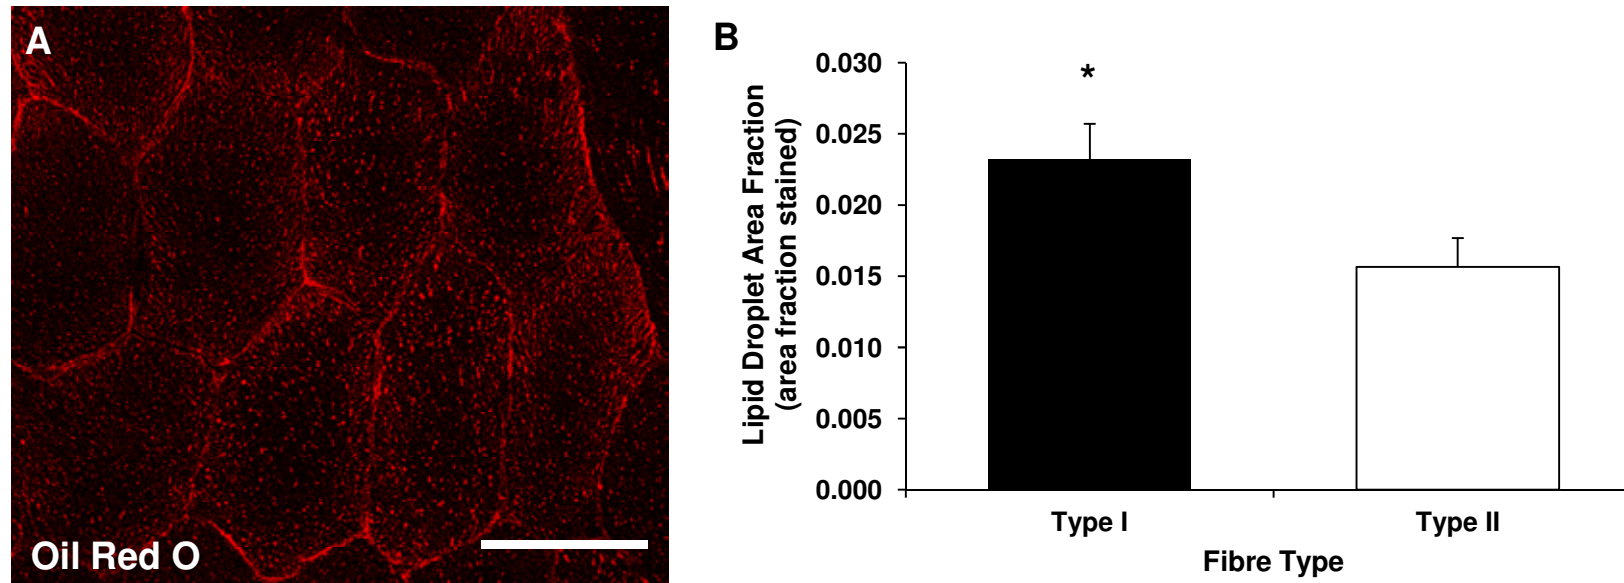 A
Oil Red O
B
Lipid Droplet Area Fraction
(area fraction stained)
0.030
0.025
0.020
0.015
0.010
0.005
0.000
*
Type I
Type II
Fibre Type